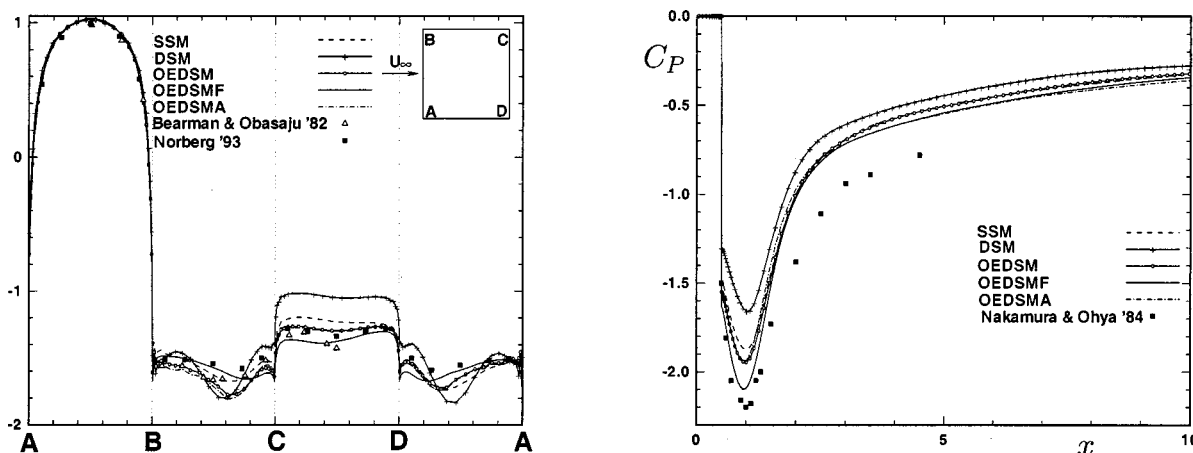 1
0
-1
-2
A
B
C
D
A
SSM
DSM
OEDSM
OEDSMF
OEDSMA
Bearman & Obasaju '82
Norberg '93
U∞
B
C
A
D
0.0
-0.5
-1.0
-1.5
-2.0
C_P
0
5
10
x
SSM
DSM
OEDSM
OEDSMF
OEDSMA
Nakamura & Ohya '84